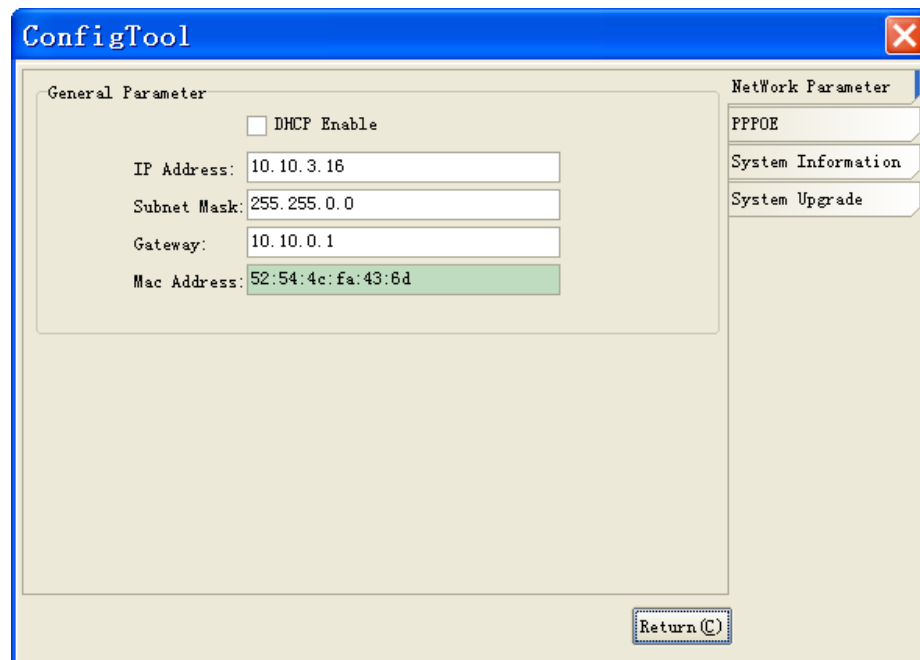 ConfigTool
General Parameter
DHCP Enable
IP Address: 10.10.3.16
Subnet Mask: 255.255.0.0
Gateway: 10.10.0.1
Mac Address: 52:54:4c:fa:43:6d
NetWork Parameter
PPPOE
System Information
System Upgrade
Return(C)